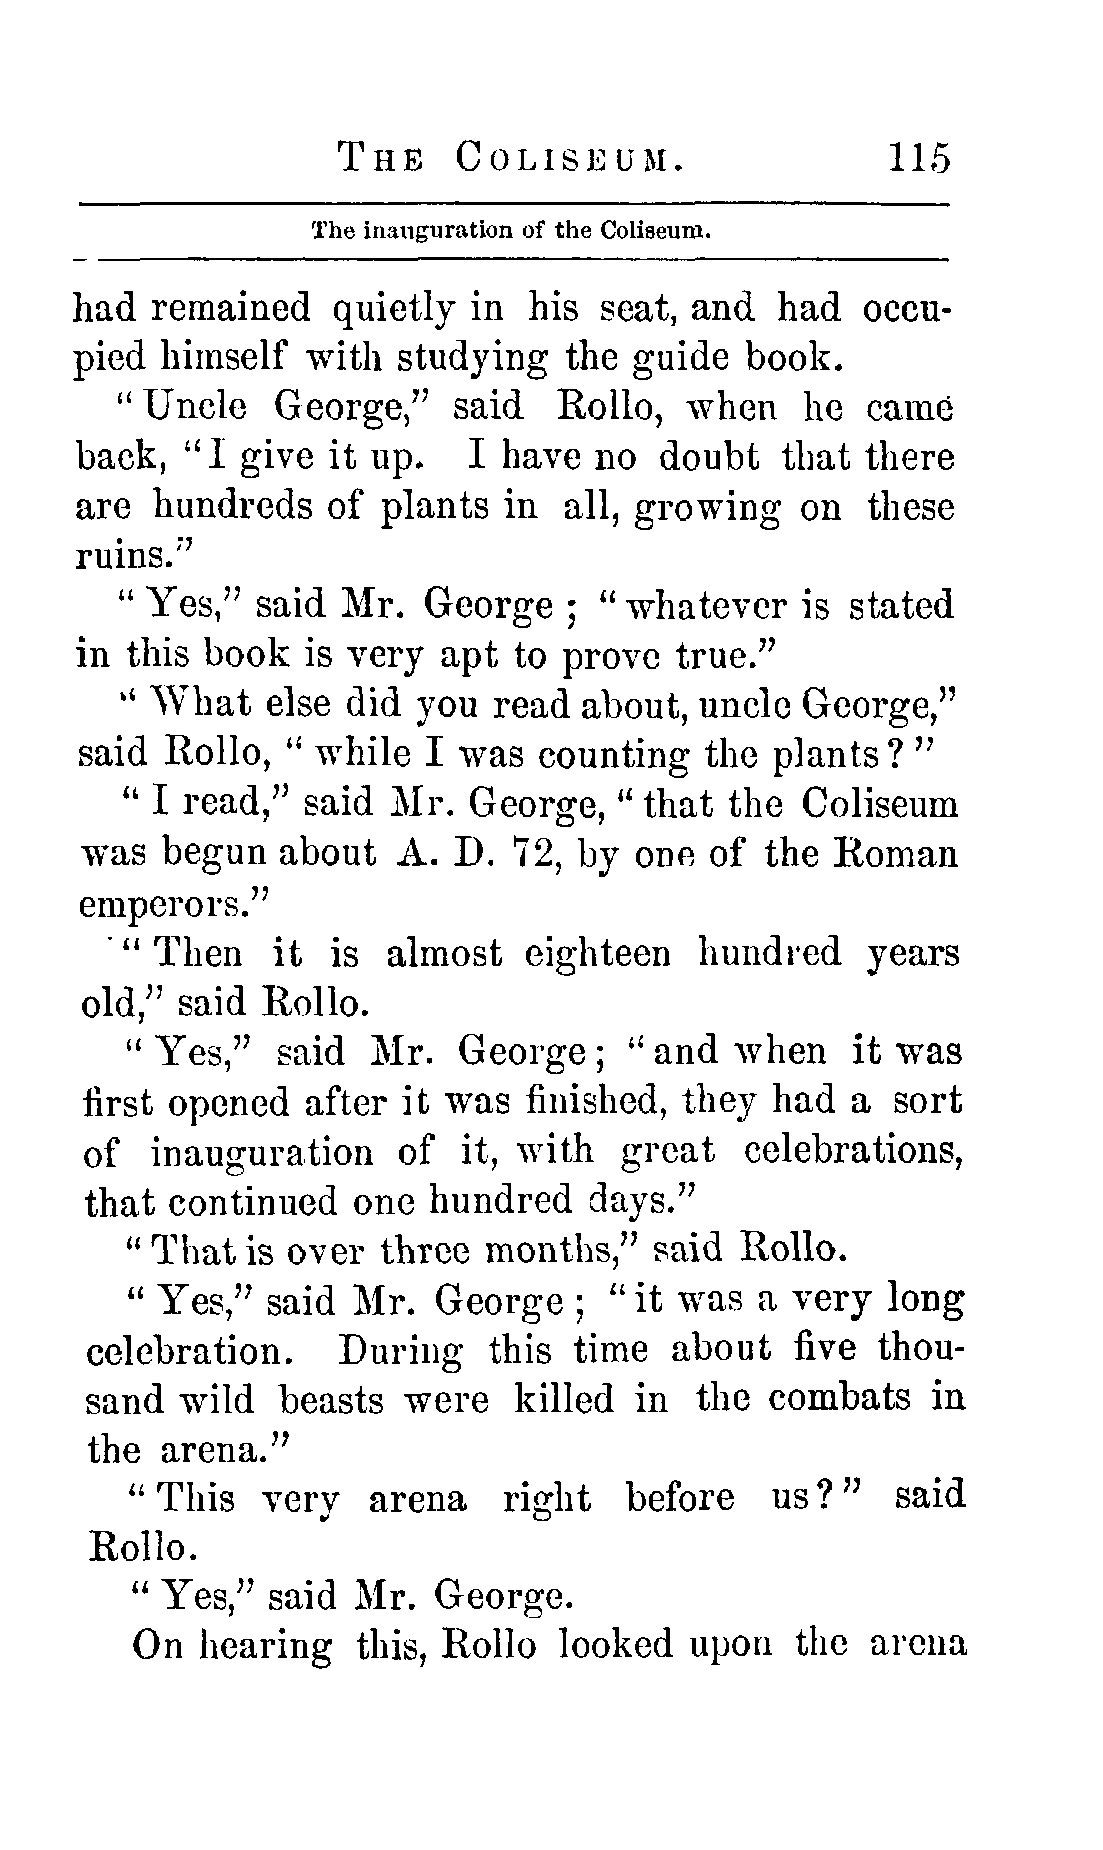 The Coliseum. 115
The inauguration of the Coliseum.
had remained quietly in his seat, and had occu-
pied himself with studying the guide book.
“Uncle George,” said Rollo, when he came
back, “I give it up. I have no doubt that there
are hundreds of plants in all, growing on these
ruins.”
“Yes,” said Mr. George; “whatever is stated
in this book is very apt to prove true.”
“What else did you read about, uncle George,”
said Rollo, “while I was counting the plants?”
“I read,” said Mr. George, “that the Coliseum
was begun about A. D. 72, by one of the Roman
emperors.”
“Then it is almost eighteen hundred years
old,” said Rollo.
“Yes,” said Mr. George; “and when it was
first opened after it was finished, they had a sort
of inauguration of it, with great celebrations,
that continued one hundred days.”
“That is over three months,” said Rollo.
“Yes,” said Mr. George; “it was a very long
celebration. During this time about five thou-
sand wild beasts were killed in the combats in
the arena.”
“This very arena right before us?” said
Rollo.
“Yes,” said Mr. George.
On hearing this, Rollo looked upon the arena